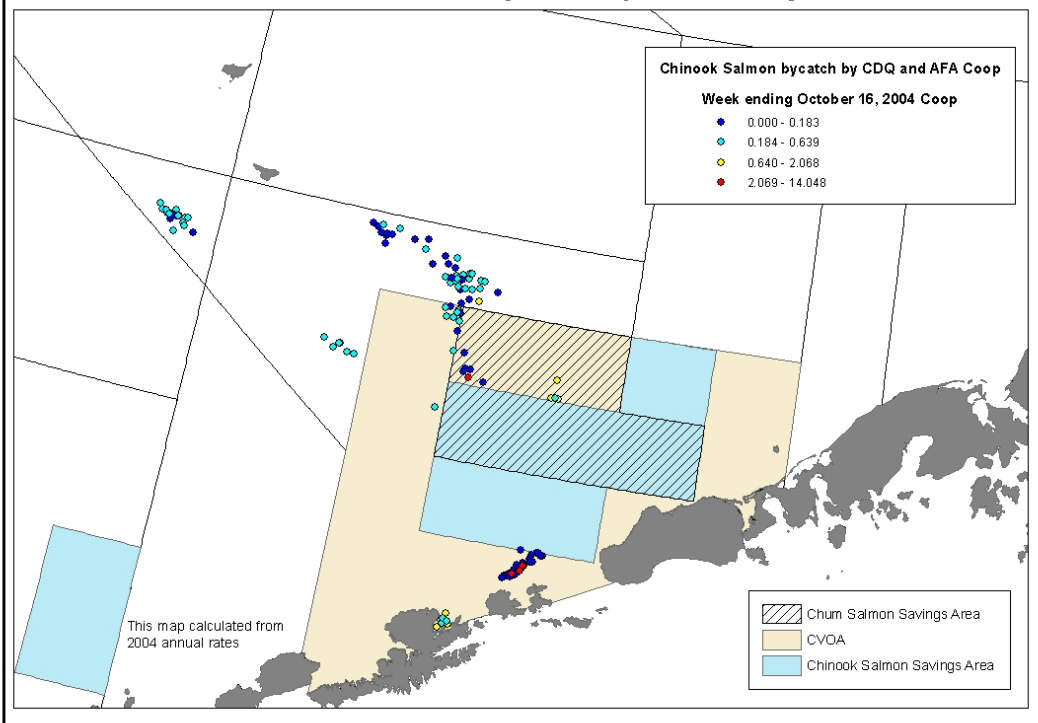 Chinook Salmon bycatch by CDQ and AFA Coop
Week ending October 16, 2004 Coop
0.000 - 0.183
0.184 - 0.639
0.640 - 2.068
2.069 - 14.048
This map calculated from
2004 annual rates
Chum Salmon Savings Area
CVOA
Chinook Salmon Savings Area